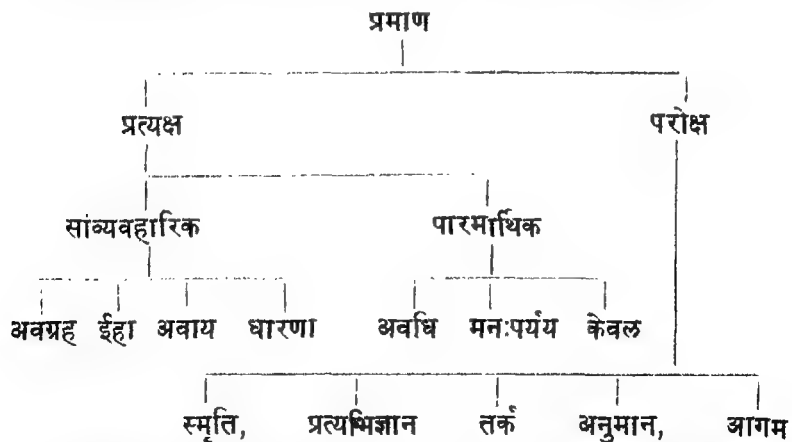 प्रमाण
प्रत्यक्ष परोक्ष
सांव्यवहारिक पारमार्थिक
अवग्रह ईहा अवाय धारणा अवधि मनःपर्यय केवल
स्मृति, प्रत्यभिज्ञान तर्क अनुमान, आगम